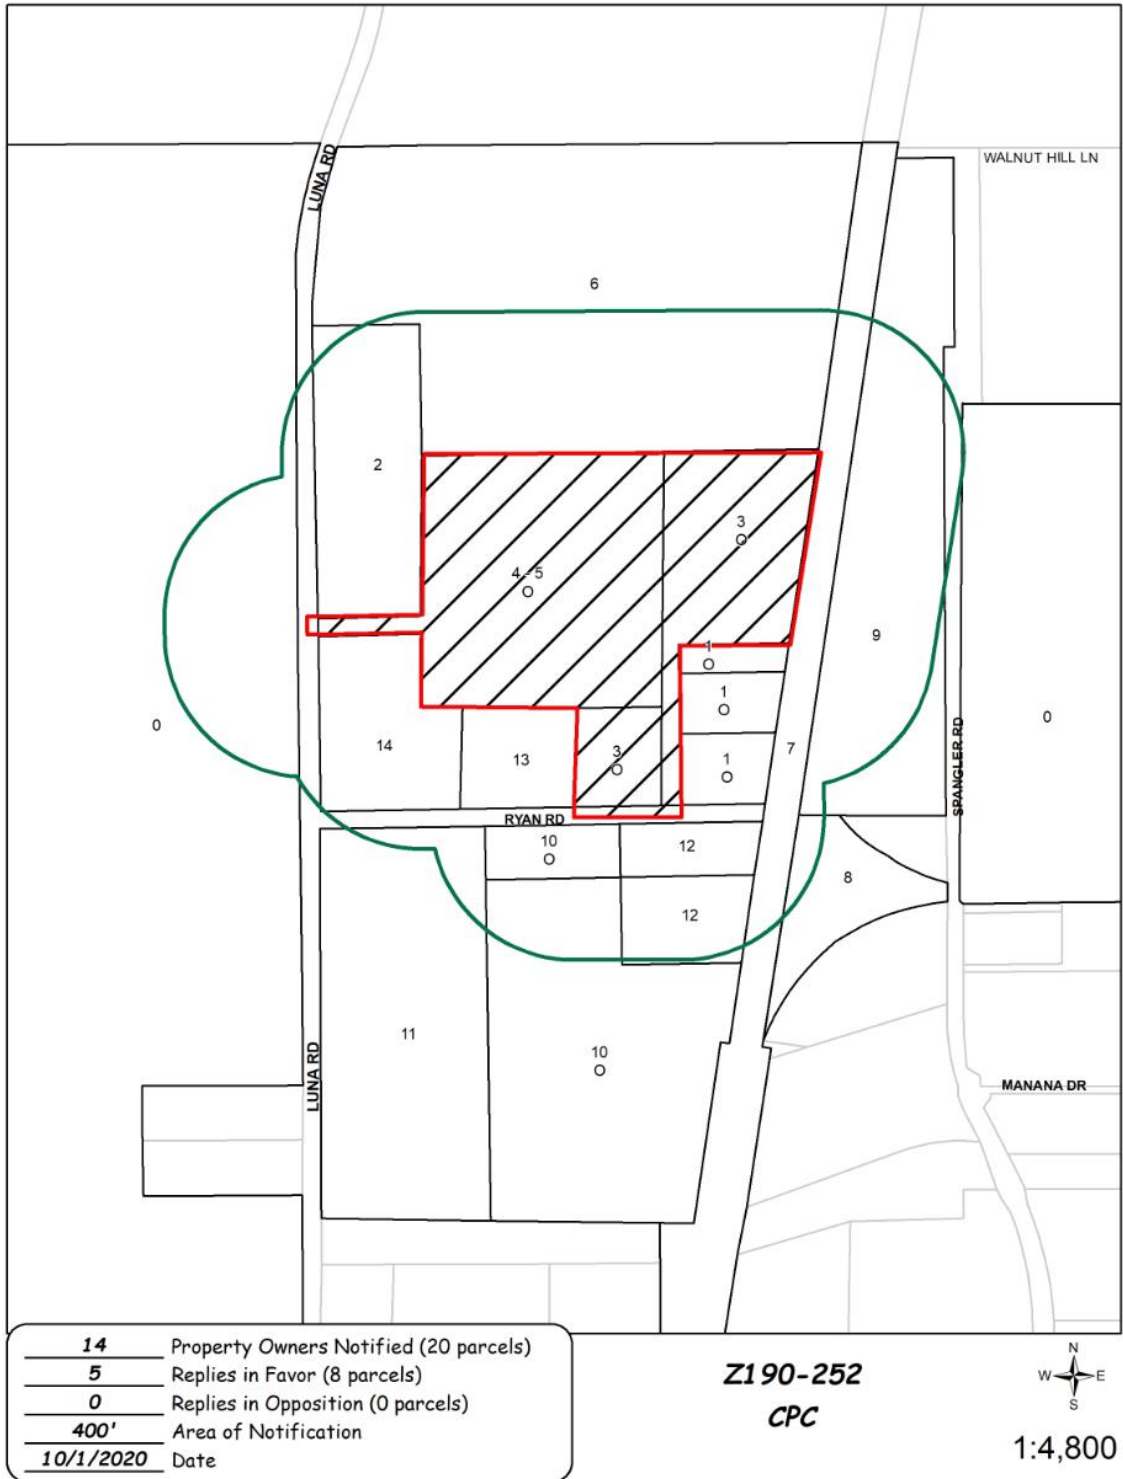 LUNA RD
WALNUT HILL LN
6
2
3
4 - 5
1
9
1
0
0
14
13
3
1
7
SPANGLER RD
RYAN RD
10
12
8
12
11
10
LUNA RD
MANANA DR
14 Property Owners Notified (20 parcels)
5 Replies in Favor (8 parcels)
0 Replies in Opposition (0 parcels)
400' Area of Notification
10/1/2020 Date
Z190-252
CPC
N
W E
S
1:4,800